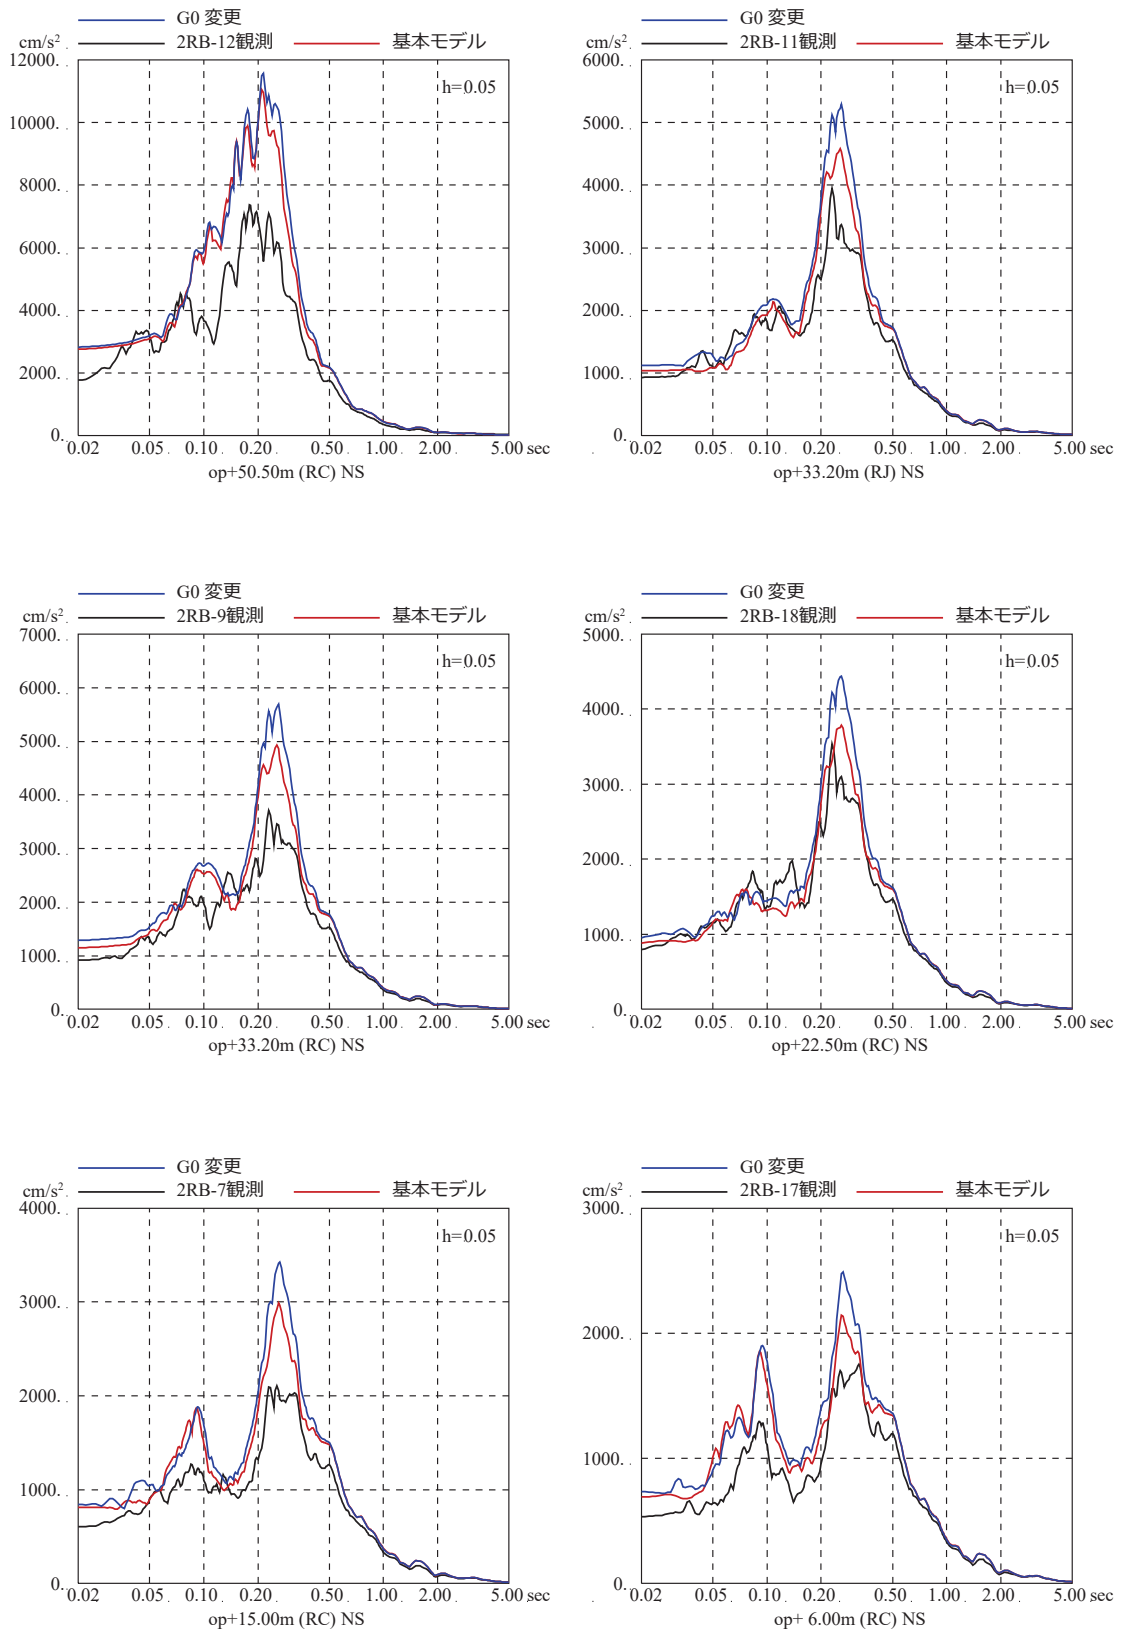 G0 変更
cm/s² 2RB-12観測 基本モデル
12000.
h=0.05
10000.
8000.
6000.
4000.
2000.
0.
0.02 0.05 0.10 0.20 0.50 1.00 2.00 5.00 sec
op+50.50m (RC) NS
G0 変更
cm/s² 2RB-11観測 基本モデル
6000.
h=0.05
5000.
4000.
3000.
2000.
1000.
0.
0.02 0.05 0.10 0.20 0.50 1.00 2.00 5.00 sec
op+33.20m (RJ) NS
G0 変更
cm/s² 2RB-9観測 基本モデル
7000.
h=0.05
6000.
5000.
4000.
3000.
2000.
1000.
0.
0.02 0.05 0.10 0.20 0.50 1.00 2.00 5.00 sec
op+33.20m (RC) NS
G0 変更
cm/s² 2RB-18観測 基本モデル
5000.
h=0.05
4000.
3000.
2000.
1000.
0.
0.02 0.05 0.10 0.20 0.50 1.00 2.00 5.00 sec
op+22.50m (RC) NS
G0 変更
cm/s² 2RB-7観測 基本モデル
4000.
h=0.05
3000.
2000.
1000.
0.
0.02 0.05 0.10 0.20 0.50 1.00 2.00 5.00 sec
op+15.00m (RC) NS
G0 変更
cm/s² 2RB-17観測 基本モデル
3000.
h=0.05
2000.
1000.
0.
0.02 0.05 0.10 0.20 0.50 1.00 2.00 5.00 sec
op+ 6.00m (RC) NS